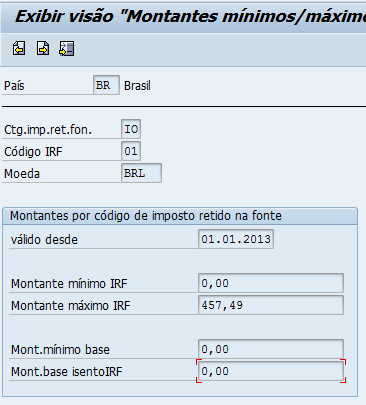 Exibir visão "Montantes mínimos/máximo
País BR Brasil
Ctg.imp.ret.fon. IO
Código IRF 01
Moeda BRL
Montantes por código de imposto retido na fonte
válido desde 01.01.2013
Montante mínimo IRF 0,00
Montante máximo IRF 457,49
Mont.mínimo base 0,00
Mont.base isentoIRF 0,00